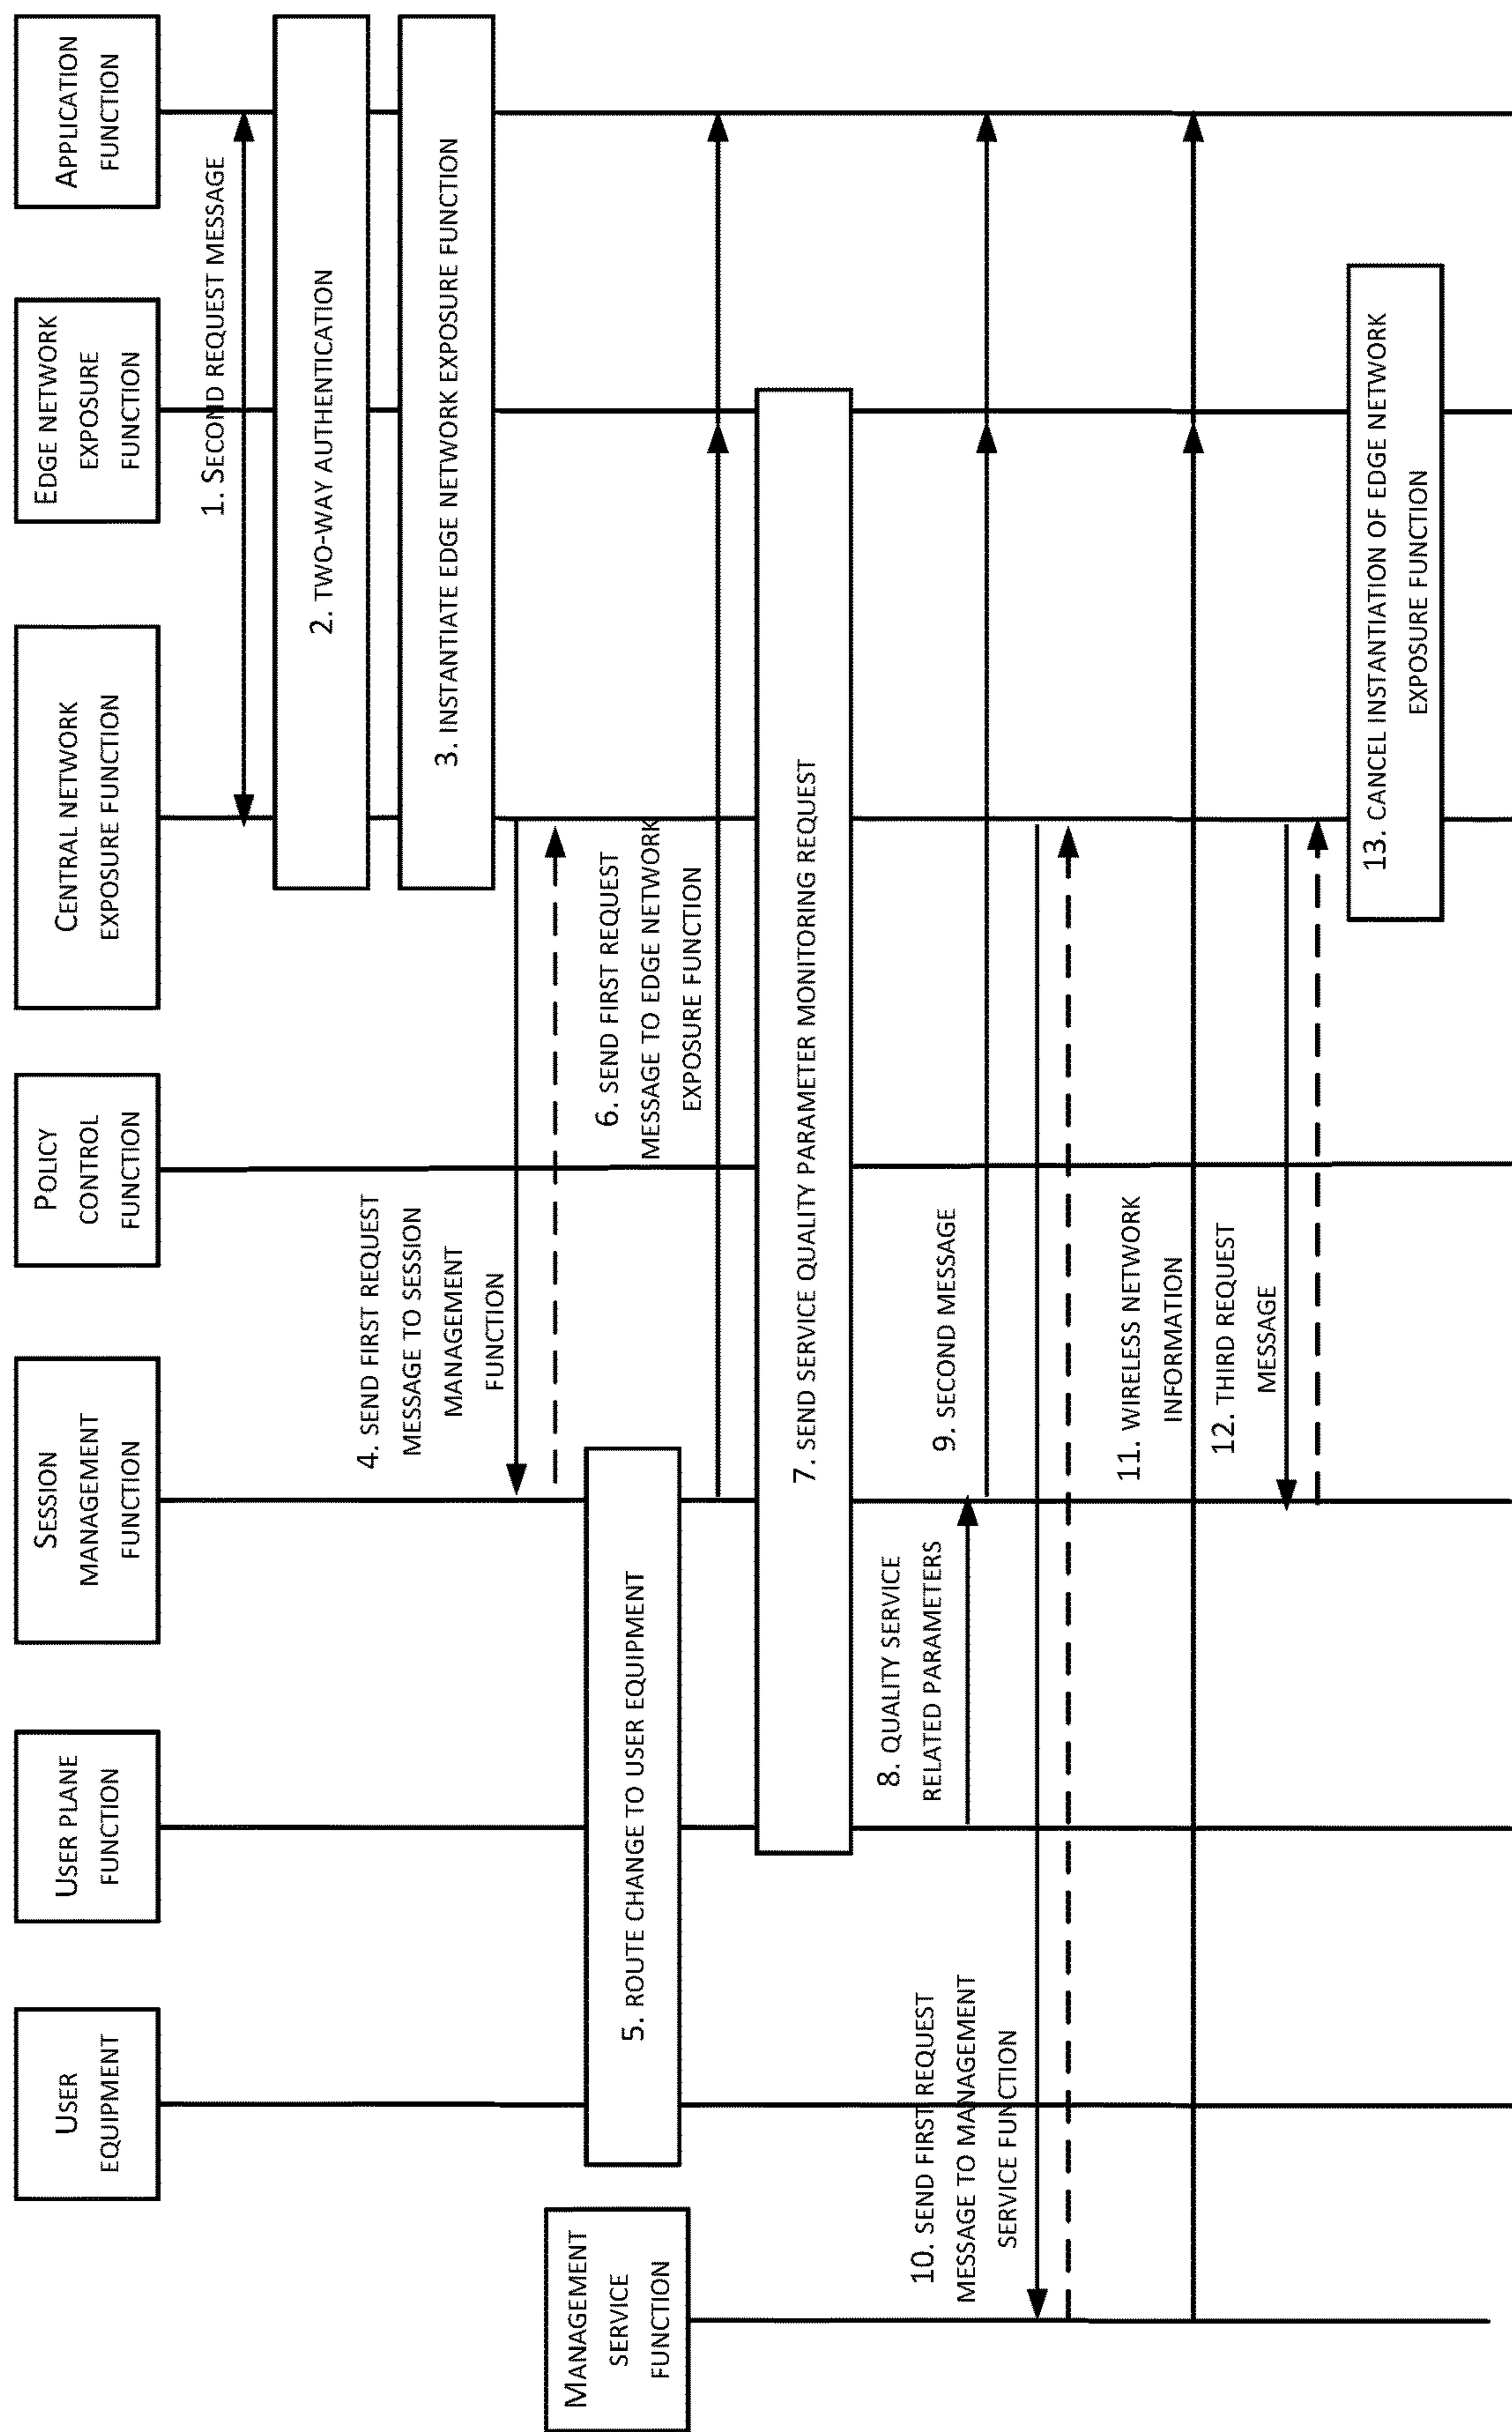 MANAGEMENT
SERVICE
FUNCTION
USER
EQUIPMENT
USER PLANE
FUNCTION
SESSION
MANAGEMENT
FUNCTION
POLICY
CONTROL
FUNCTION
CENTRAL NETWORK
EXPOSURE FUNCTION
EDGE NETWORK
EXPOSURE
FUNCTION
APPLICATION
FUNCTION
1. SECOND REQUEST MESSAGE
2. TWO-WAY AUTHENTICATION
3. INSTANTIATE EDGE NETWORK EXPOSURE FUNCTION
4. SEND FIRST REQUEST
MESSAGE TO SESSION
MANAGEMENT
FUNCTION
5. ROUTE CHANGE TO USER EQUIPMENT
6. SEND FIRST REQUEST
MESSAGE TO EDGE NETWORK
EXPOSURE FUNCTION
7. SEND SERVICE QUALITY PARAMETER MONITORING REQUEST
8. QUALITY SERVICE
RELATED PARAMETERS
9. SECOND MESSAGE
10. SEND FIRST REQUEST
MESSAGE TO MANAGEMENT
SERVICE FUNCTION
11. WIRELESS NETWORK
INFORMATION
12. THIRD REQUEST
MESSAGE
13. CANCEL INSTANTIATION OF EDGE NETWORK
EXPOSURE FUNCTION